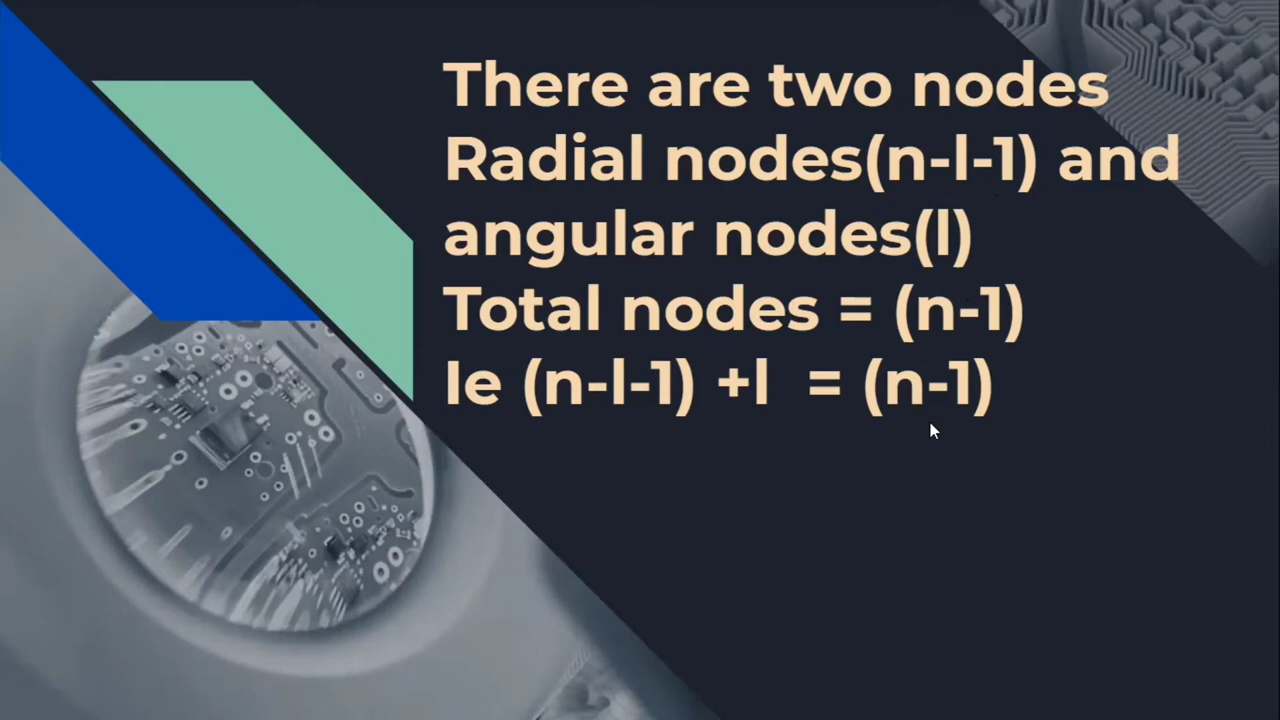 There are two nodes
Radial nodes(n-l-1) and
angular nodes(l)
Total nodes = (n-1)
Ie (n-l-1) +l = (n-1)